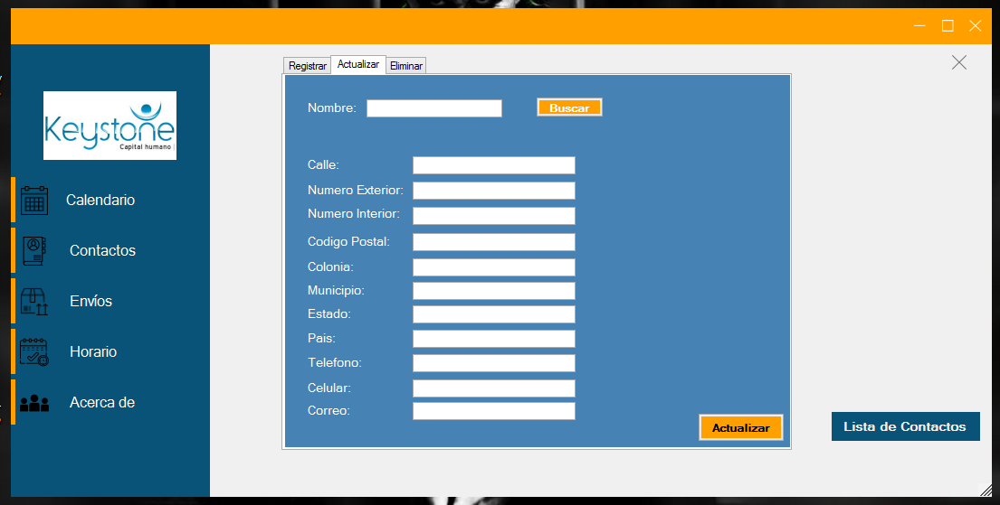 Keystone
Capital humano
Calendario
Contactos
Envíos
Horario
Acerca de
Registrar Actualizar Eliminar
Nombre: Buscar
Calle:
Numero Exterior:
Numero Interior:
Codigo Postal:
Colonia:
Municipio:
Estado:
Pais:
Telefono:
Celular:
Correo:
Actualizar
Lista de Contactos